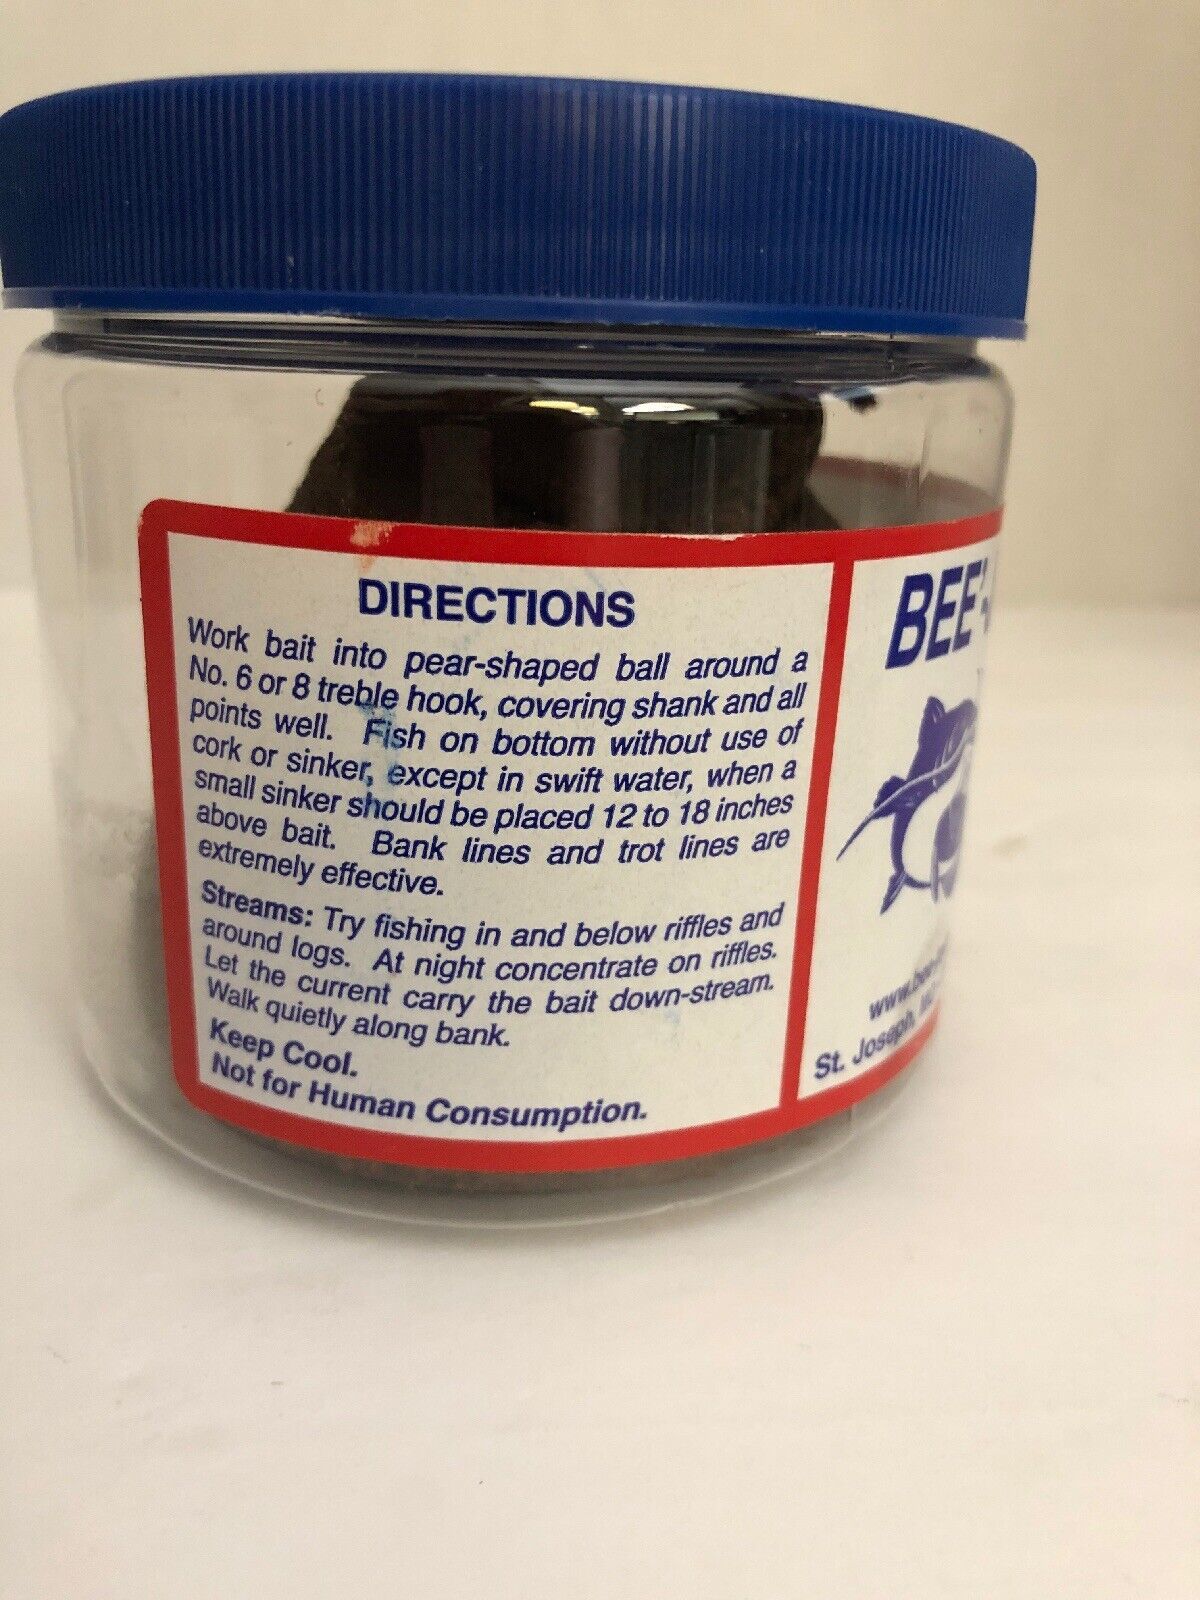 DIRECTIONS
Work bait into pear-shaped ball around a
No. 6 or 8 treble hook, covering shank and all
points well. Fish on bottom without use of
cork or sinker, except in swift water, when a
small sinker should be placed 12 to 18 inches
above bait. Bank lines and trot lines are
extremely effective.
Streams: Try fishing in and below riffles and
around logs. At night concentrate on riffles.
Let the current carry the bait down-stream.
Walk quietly along bank.
Keep Cool.
Not for Human Consumption.
BEE'
St. Joseph,